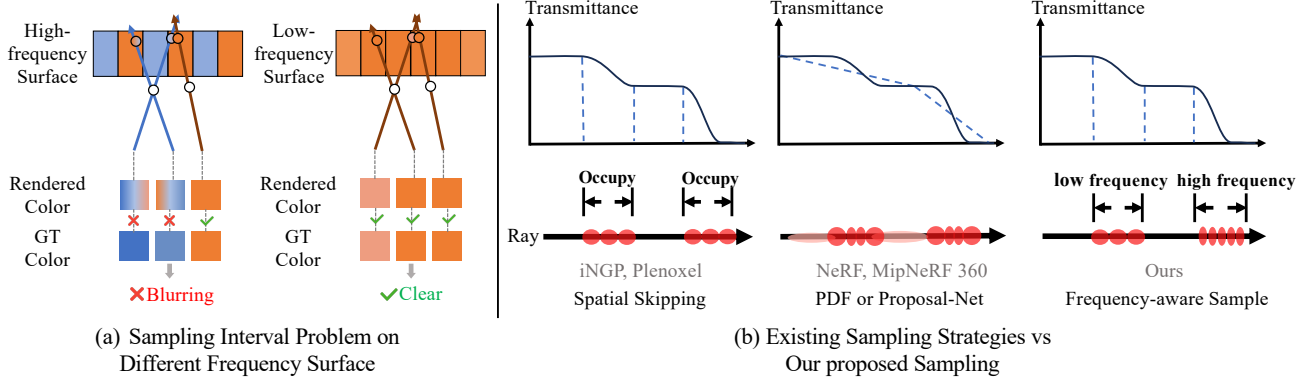 High-
frequency
Surface
Low-
frequency
Surface
Rendered
Color
GT
Color
Blurring
Rendered
Color
GT
Color
Clear
(a) Sampling Interval Problem on
Different Frequency Surface
Transmittance
Transmittance
Transmittance
Occupy
Occupy
low frequency
high frequency
Ray
iNGP, Plenoxel
Spatial Skipping
NeRF, MipNeRF 360
PDF or Proposal-Net
Ours
Frequency-aware Sample
(b) Existing Sampling Strategies vs
Our proposed Sampling